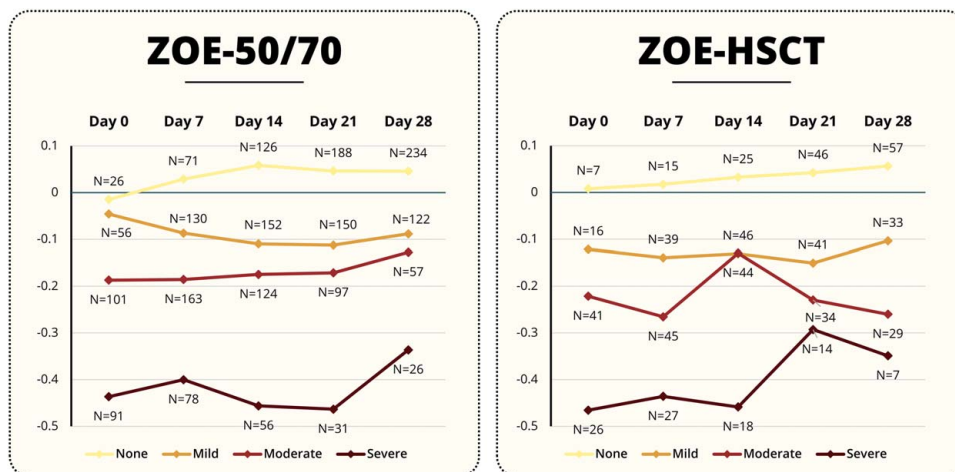 ZOE-50/70
Day 0 Day 7 Day 14 Day 21 Day 28
0.1
0
-0.1
-0.2
-0.3
-0.4
-0.5
N=26 N=71 N=126 N=188 N=234
N=56 N=130 N=152 N=150 N=122
N=101 N=163 N=124 N=97 N=57
N=91 N=78 N=56 N=31 N=26
None Mild Moderate Severe
ZOE-HSCT
Day 0 Day 7 Day 14 Day 21 Day 28
0.1
0
-0.1
-0.2
-0.3
-0.4
-0.5
N=7 N=15 N=25 N=46 N=57
N=16 N=39 N=46 N=41 N=33
N=41 N=45 N=44 N=34 N=29
N=26 N=27 N=18 N=14 N=7
None Mild Moderate Severe